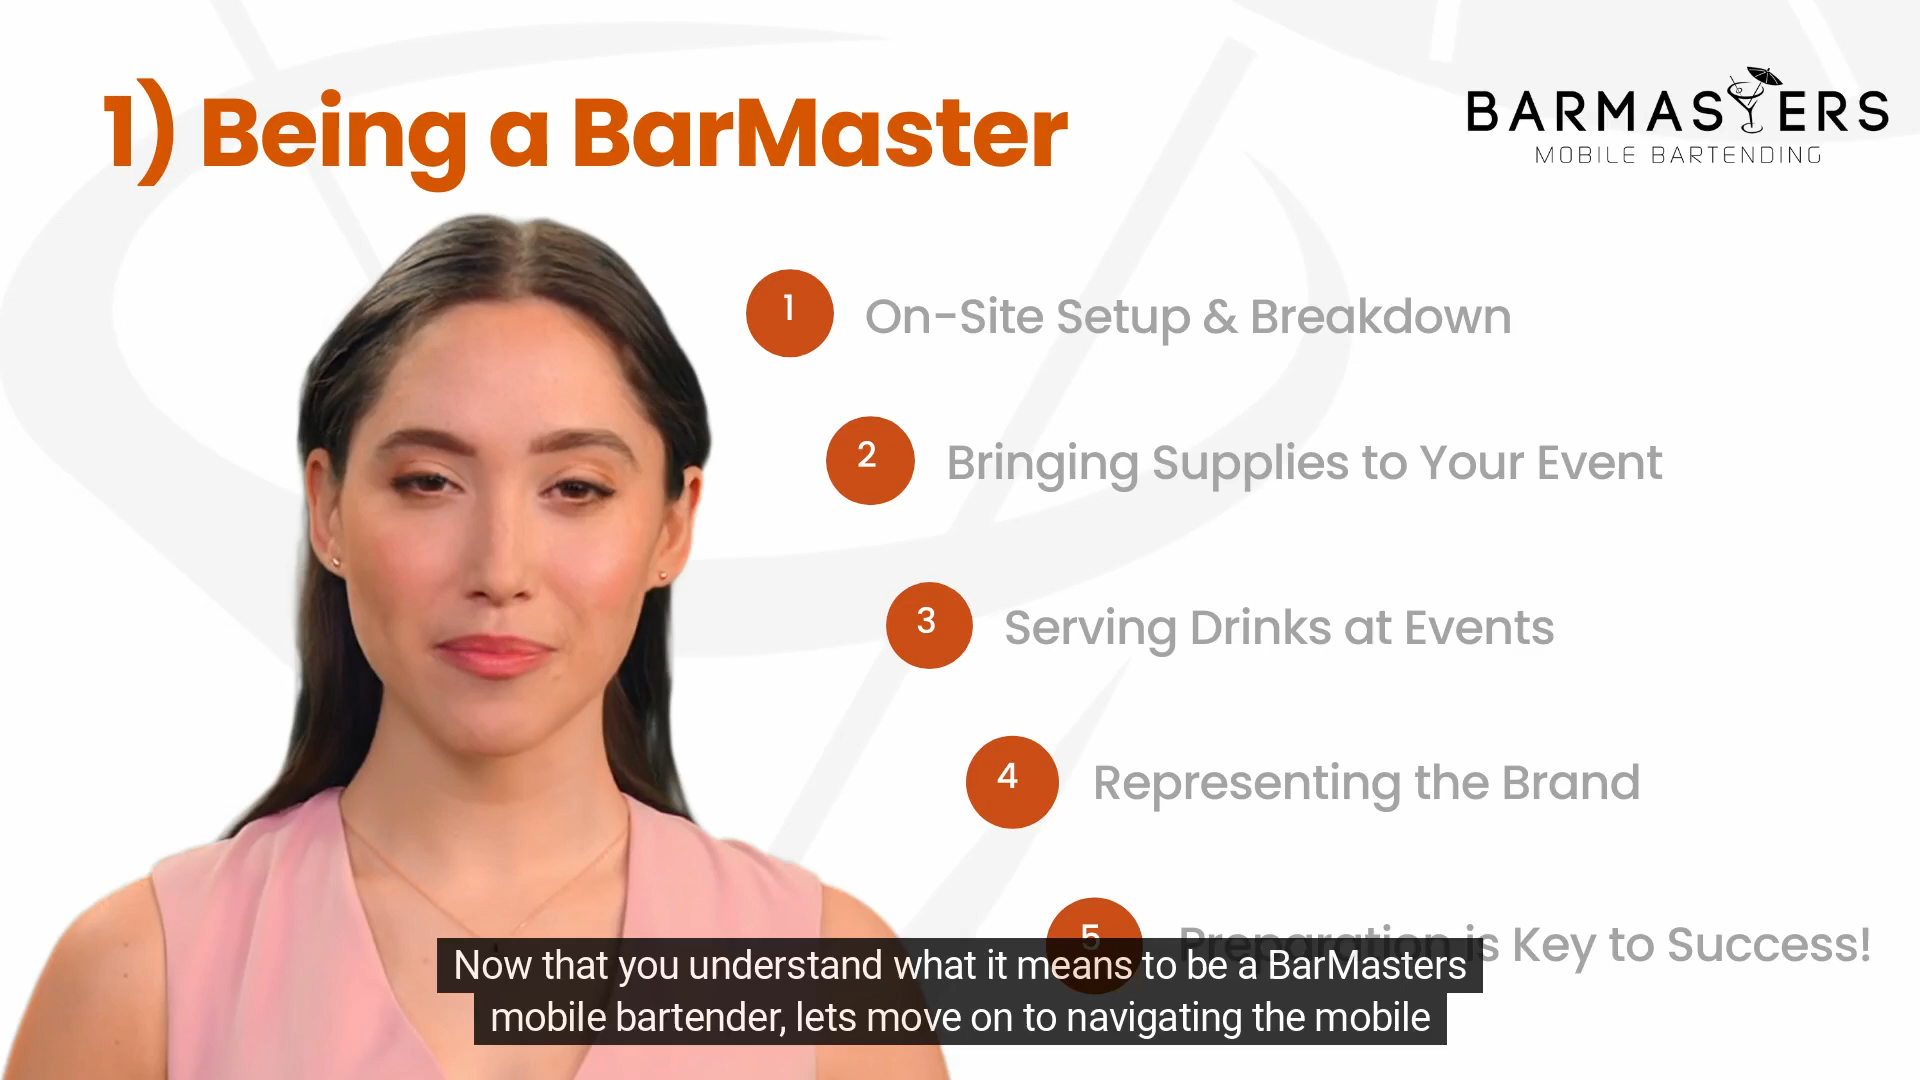 1) Being a BarMaster
BARMASTERS
MOBILE BARTENDING
1 On-Site Setup & Breakdown
2 Bringing Supplies to Your Event
3 Serving Drinks at Events
4 Representing the Brand
5 Preparation is Key to Success!
Now that you understand what it means to be a BarMasters
mobile bartender, lets move on to navigating the mobile